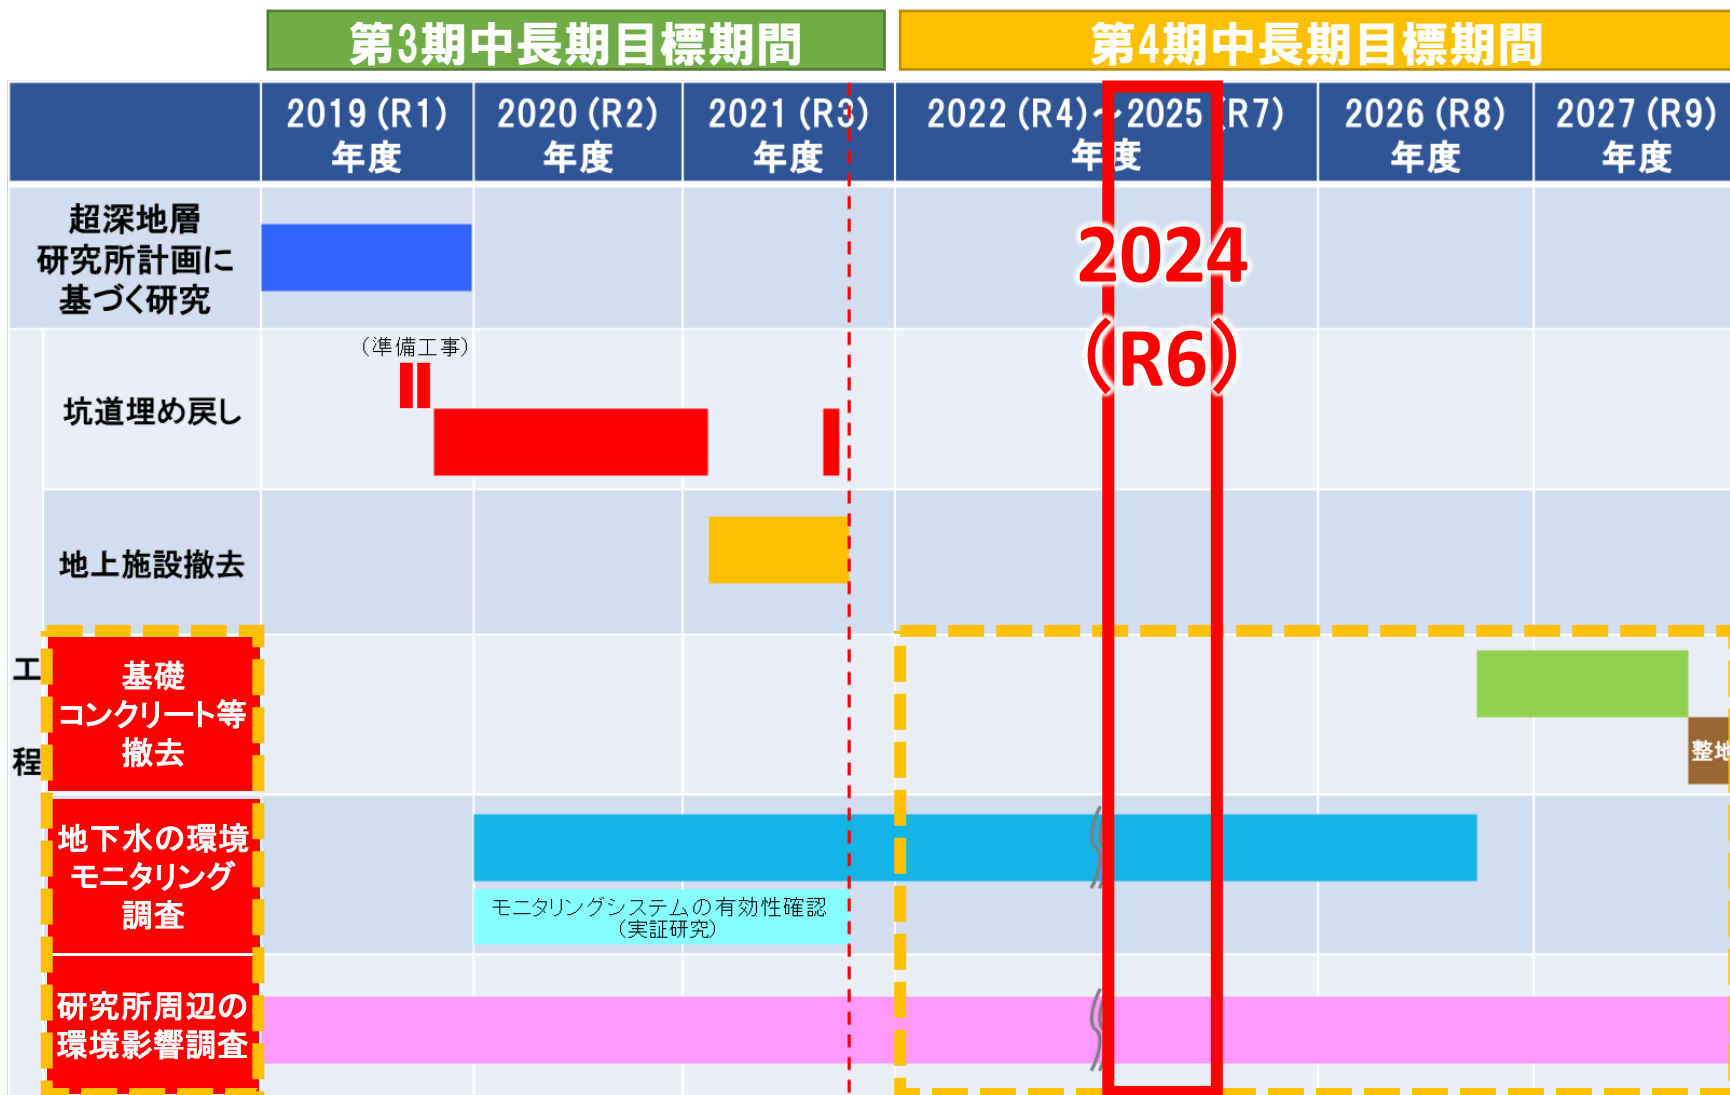 第3期中長期目標期間
第4期中長期目標期間
2019 (R1)
年度
2020 (R2)
年度
2021 (R3)
年度
2022 (R4)～2025 (R7)
年度
2026 (R8)
年度
2027 (R9)
年度
2024
(R6)
超深地層
研究所計画に
基づく研究
工
程
坑道埋め戻し
(準備工事)
地上施設撤去
基礎
コンクリート等
撤去
整地
地下水の環境
モニタリング
調査
モニタリングシステムの有効性確認
(実証研究)
研究所周辺の
環境影響調査